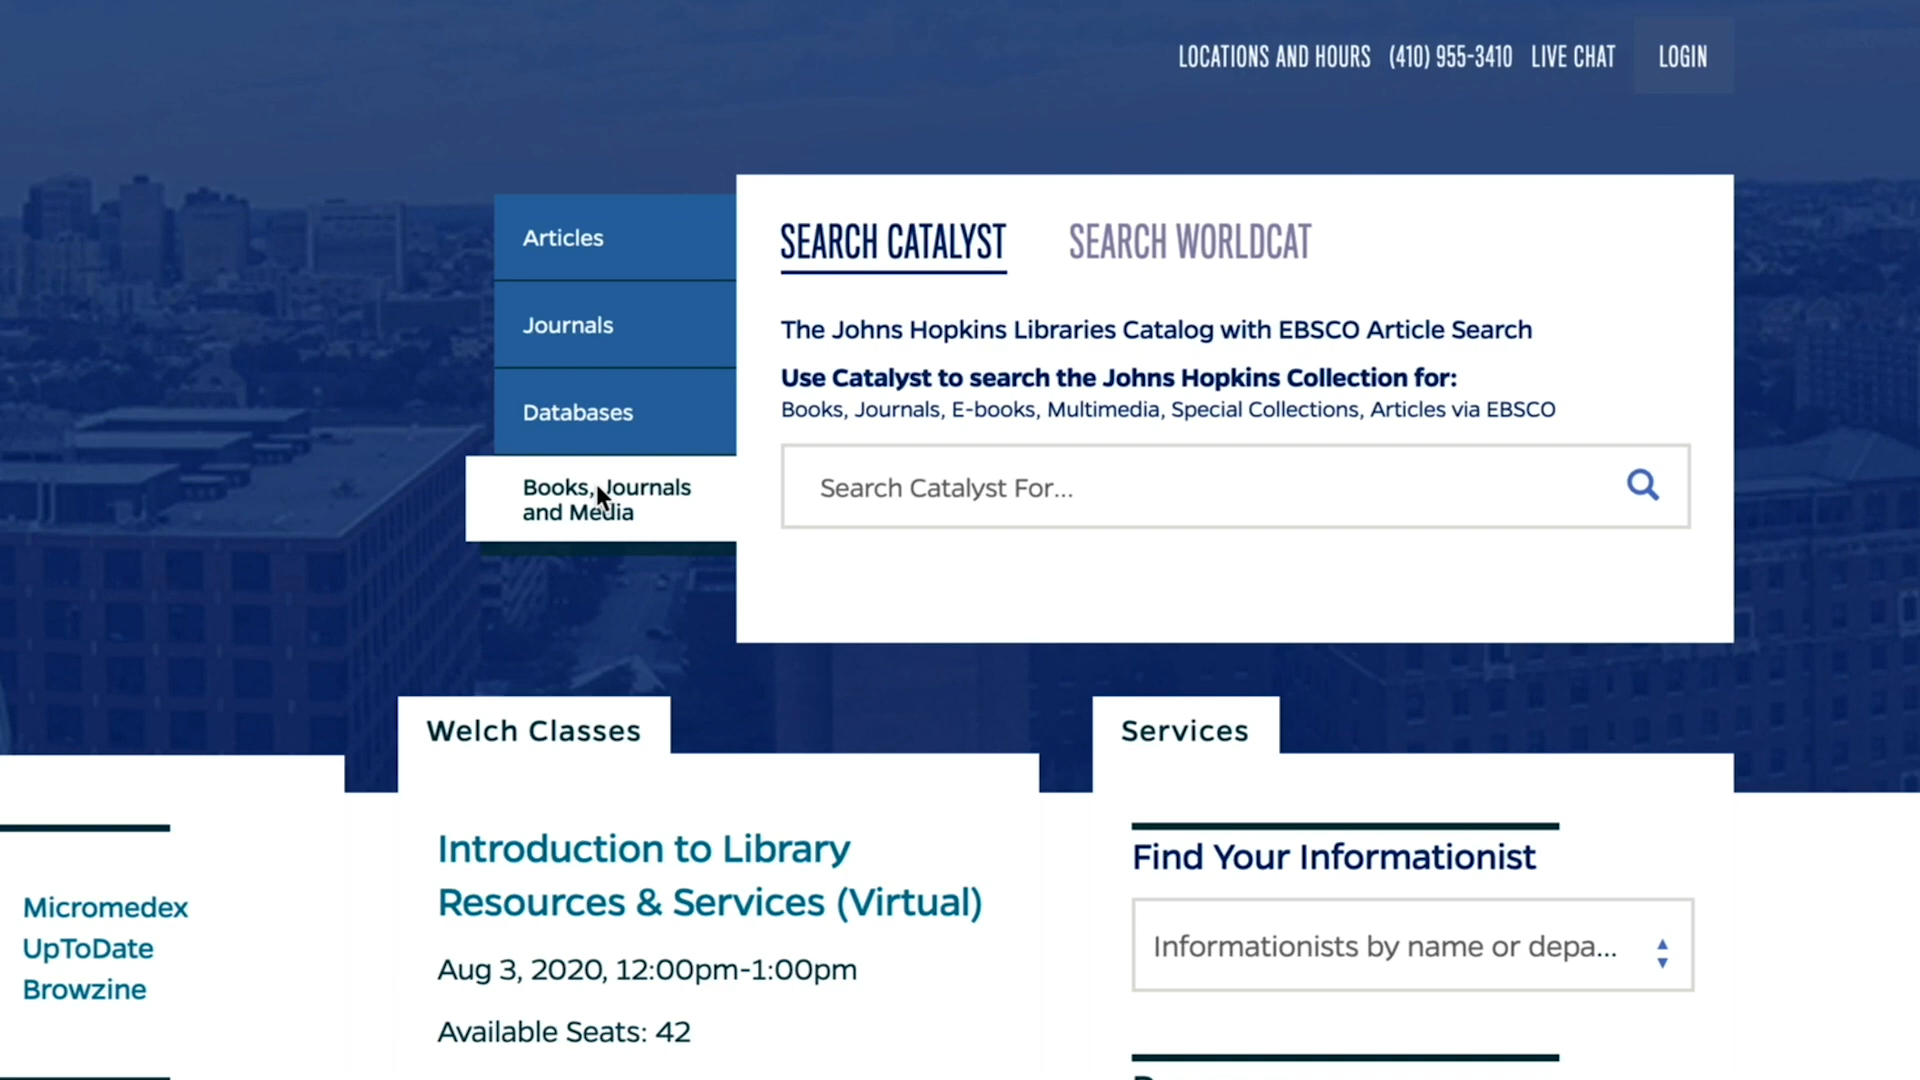 LOCATIONS AND HOURS (410) 955-3410 LIVE CHAT LOGIN
Articles
Journals
Databases
Books, Journals
and Media
SEARCH CATALYST SEARCH WORLDCAT
The Johns Hopkins Libraries Catalog with EBSCO Article Search
Use Catalyst to search the Johns Hopkins Collection for:
Books, Journals, E-books, Multimedia, Special Collections, Articles via EBSCO
Search Catalyst For...
Micromedex
UpToDate
Browzine
Welch Classes
Introduction to Library
Resources & Services (Virtual)
Aug 3, 2020, 12:00pm-1:00pm
Available Seats: 42
Services
Find Your Informationist
Informationists by name or depa...